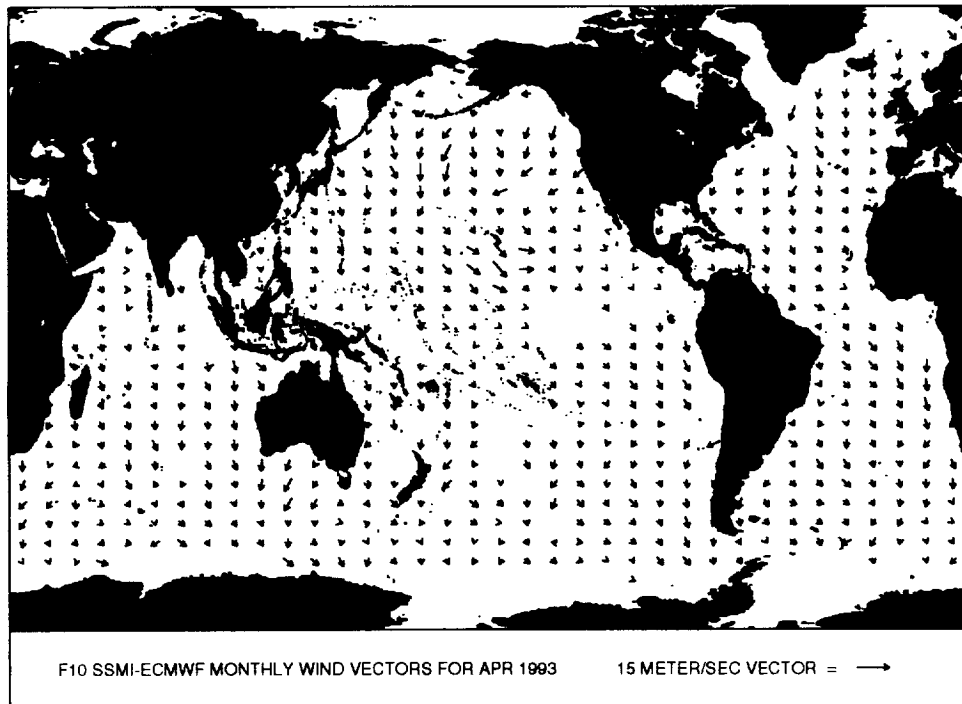 F10 SSMI-ECMWF MONTHLY WIND VECTORS FOR APR 1993 15 METER/SEC VECTOR =